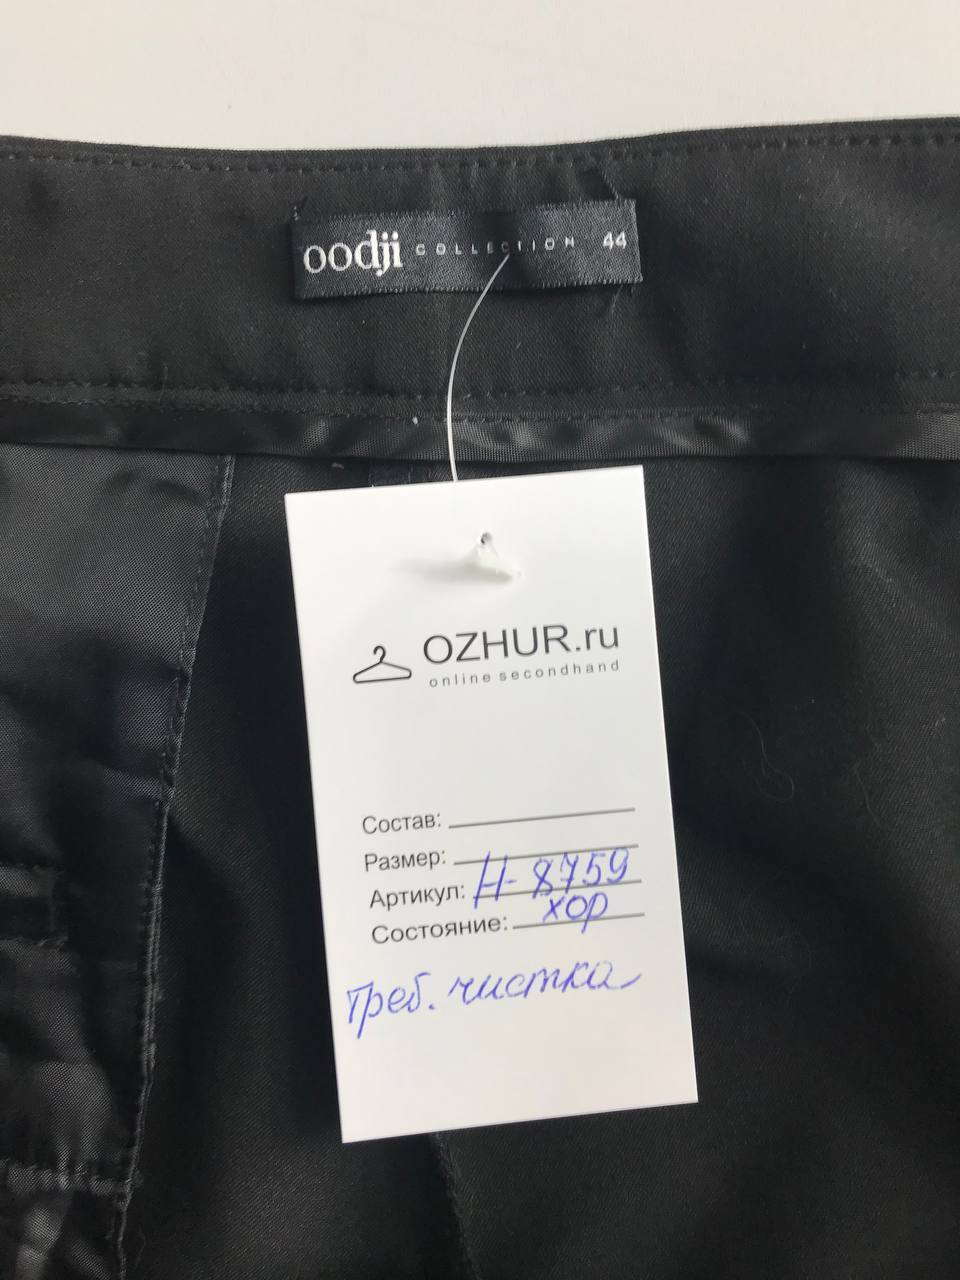 oodji COLLECTION 44
OZHUR.ru
online secondhand
Состав:
Размер:
Артикул: Н-8759
Состояние: хор
Треб. чистка